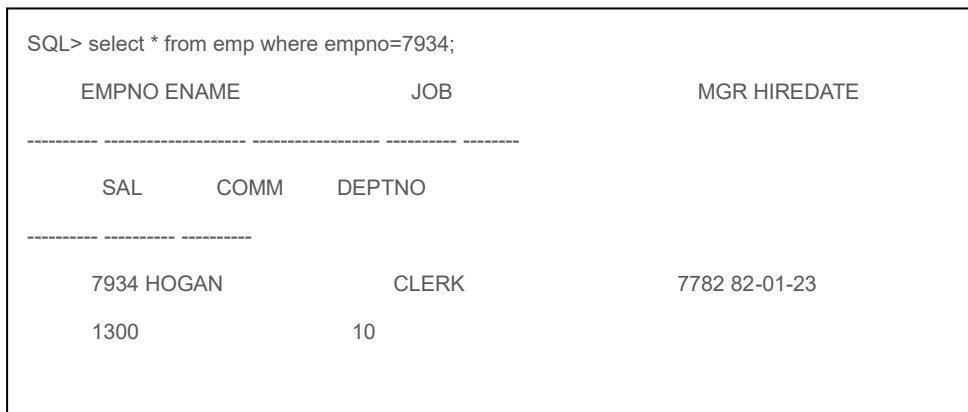 SQL> select * from emp where empno=7934;
EMPNO ENAME JOB MGR HIREDATE
---------- -------------------- ------------------ ---------- --------
SAL COMM DEPTNO
---------- ---------- ----------
7934 HOGAN CLERK 7782 82-01-23
1300 10